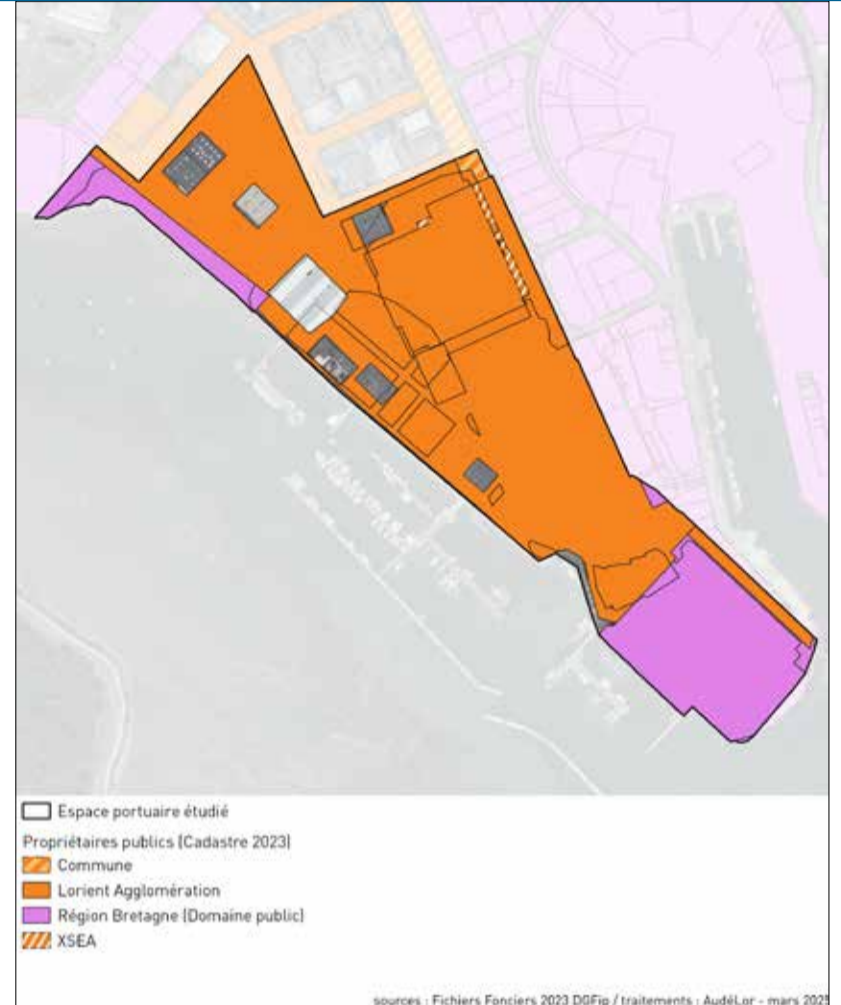 Espace portuaire étudié
Propriétaires publics (Cadastre 2023)
Commune
Lorient Agglomération
Région Bretagne (Domaine public)
XSEA
sources : Fichiers Fonciers 2023 DGFip / traitements : AudéLor - mars 2025